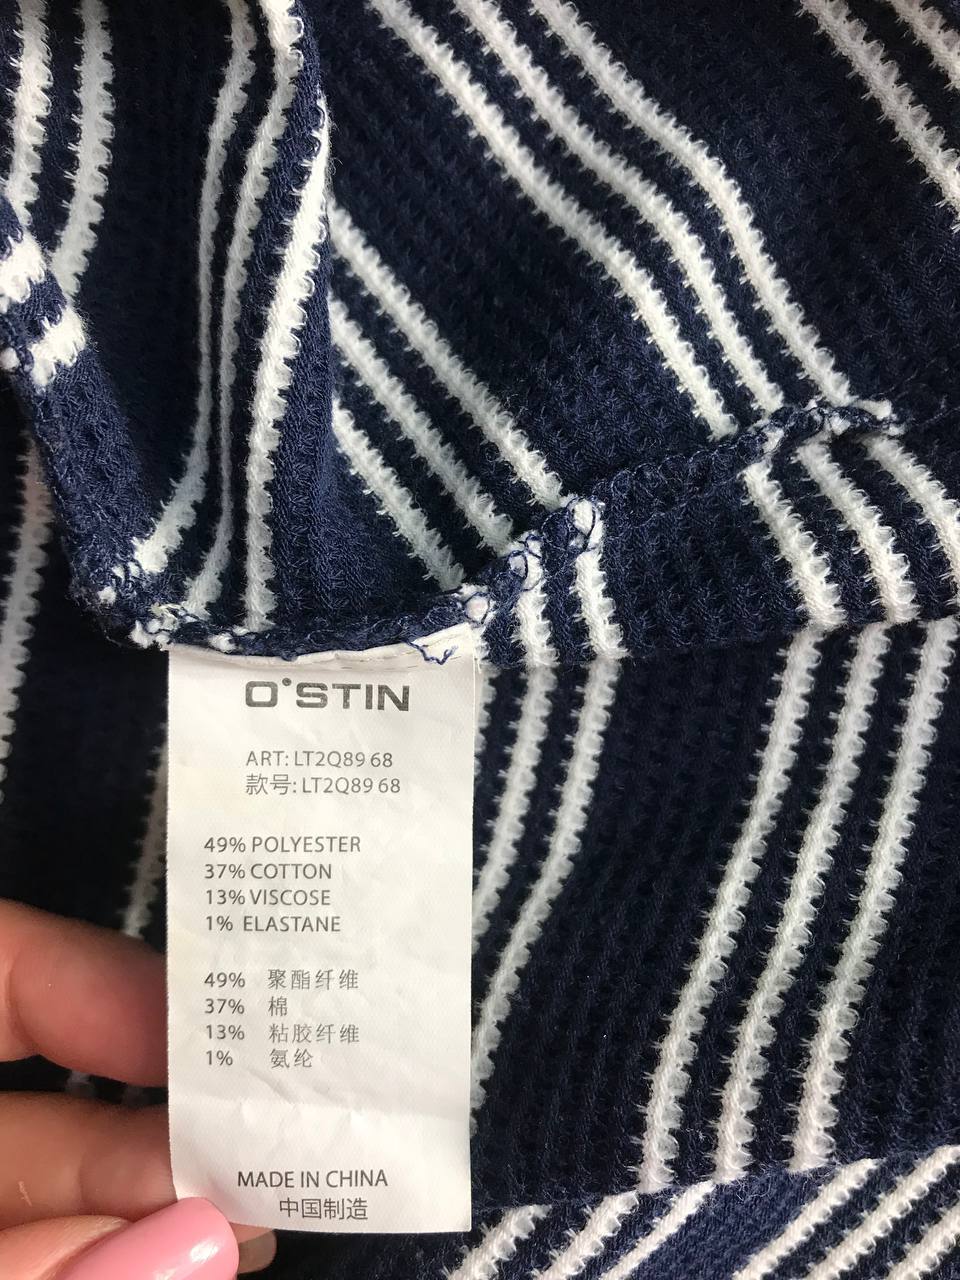 O'STIN
ART: LT2Q89 68
款号: LT2Q89 68
49% POLYESTER
37% COTTON
13% VISCOSE
1% ELASTANE
49% 聚酯纤维
37% 棉
13% 粘胶纤维
1% 氨纶
MADE IN CHINA
中国制造